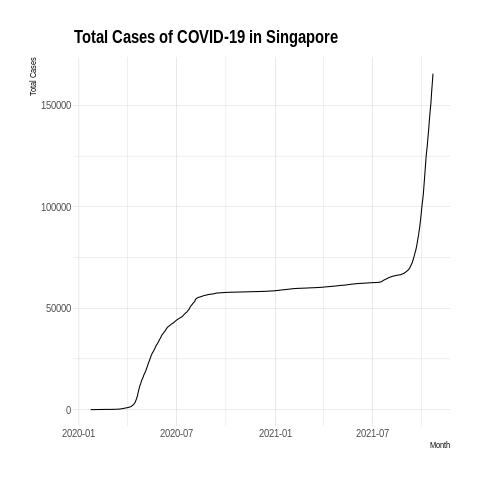 Total Cases of COVID-19 in Singapore
Total Cases
150000
100000
50000
0
2020-01 2020-07 2021-01 2021-07
Month